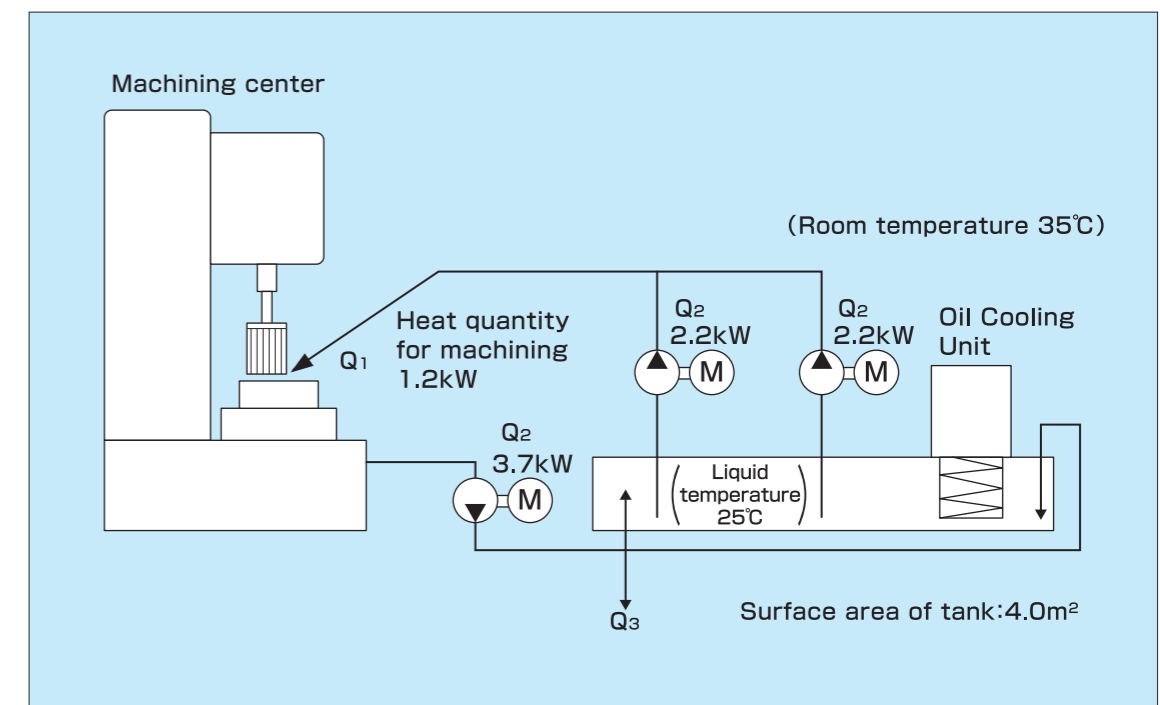 Machining center
(Room temperature 35℃)
Q2
2.2kW
Q2
2.2kW
Oil Cooling
Unit
Heat quantity
for machining
1.2kW
Q1
M
M
Q2
3.7kW
M
(Liquid
temperature
25℃)
Q3
Surface area of tank:4.0m²